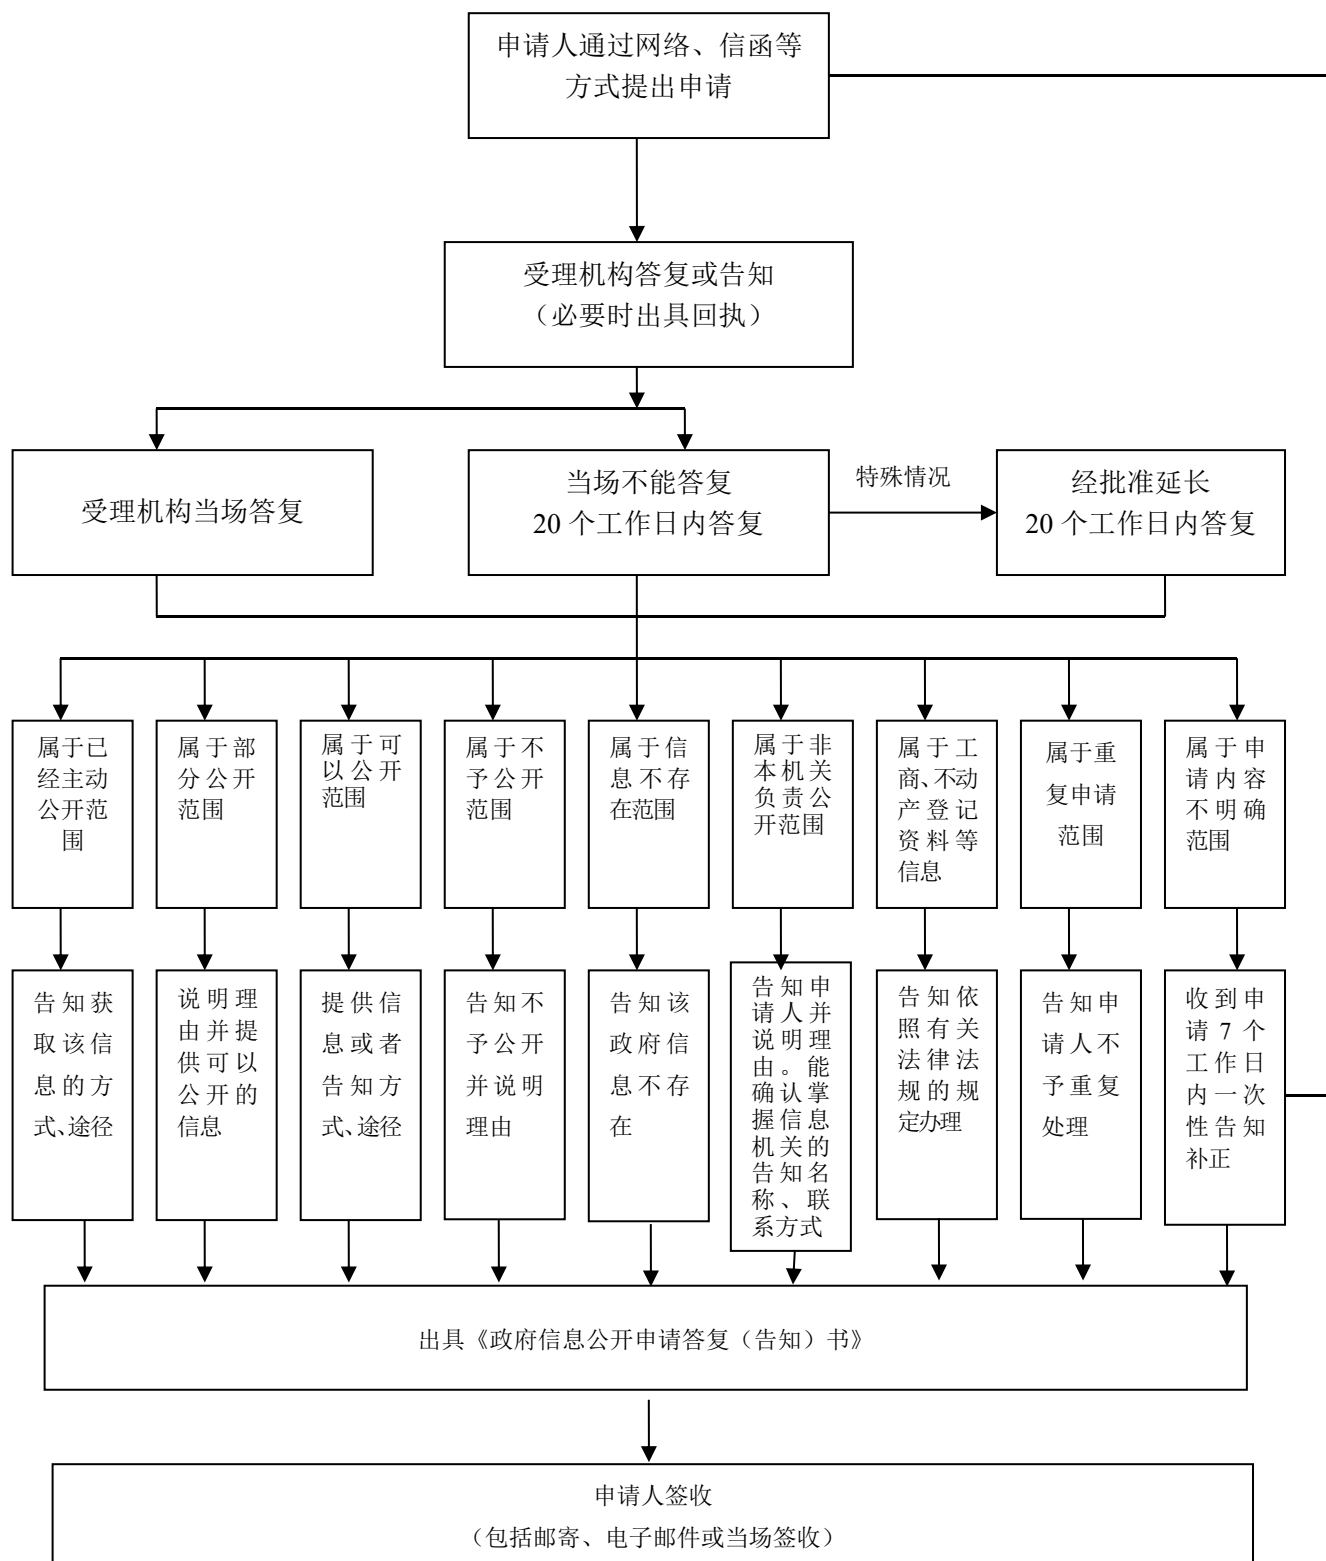 申请人通过网络、信函等
方式提出申请
受理机构答复或告知
（必要时出具回执）
受理机构当场答复
当场不能答复
20 个工作日内答复
特殊情况
经批准延长
20 个工作日内答复
属于已
经主动
公开范
围
属于部
分公开
范围
属于可
以公开
范围
属于不
予公开
范围
属于信
息不存
在范围
属于非
本机关
负责公
开范围
属于工
商、不动
产登记
资料等
信息
属于重
复申请
范围
属于申
请内容
不明确
范围
告知获
取该信
息的方
式、途径
说明理
由并提
供可以
公开的
信息
提供信
息或者
告知方
式、途径
告知不
予公开
并说明
理由
告知该
政府信
息不存
在
告知申
请人并
说明理
由。能
确认掌
握信息
机关的
告知名
称、联
系方式
告知依
照有关
法律法
规的规
定办理
告知申
请人不
予重复
处理
收到申
请 7 个
工作日
内一次
性告知
补正
出具《政府信息公开申请答复（告知）书》
申请人签收
（包括邮寄、电子邮件或当场签收）